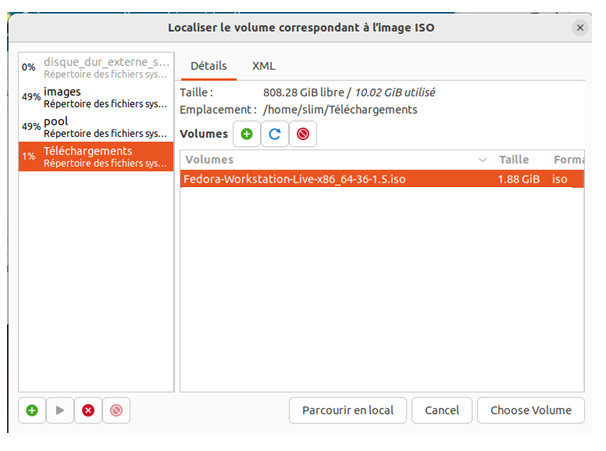 Localiser le volume correspondant à l'image ISO
0% disque_dur_externe_s...
Répertoire des fichiers sys...
49% images
Répertoire des fichiers sys...
49% pool
Répertoire des fichiers sys...
1% Téléchargements
Répertoire des fichiers sys...
Détails XML
Taille : 808.28 GiB libre / 10.02 GiB utilisé
Emplacement : /home/slim/Téléchargements
Volumes
Volumes Taille Forma
Fedora-Workstation-Live-x86_64-36-1.5.iso 1.88 GiB iso
Parcourir en local Cancel Choose Volume